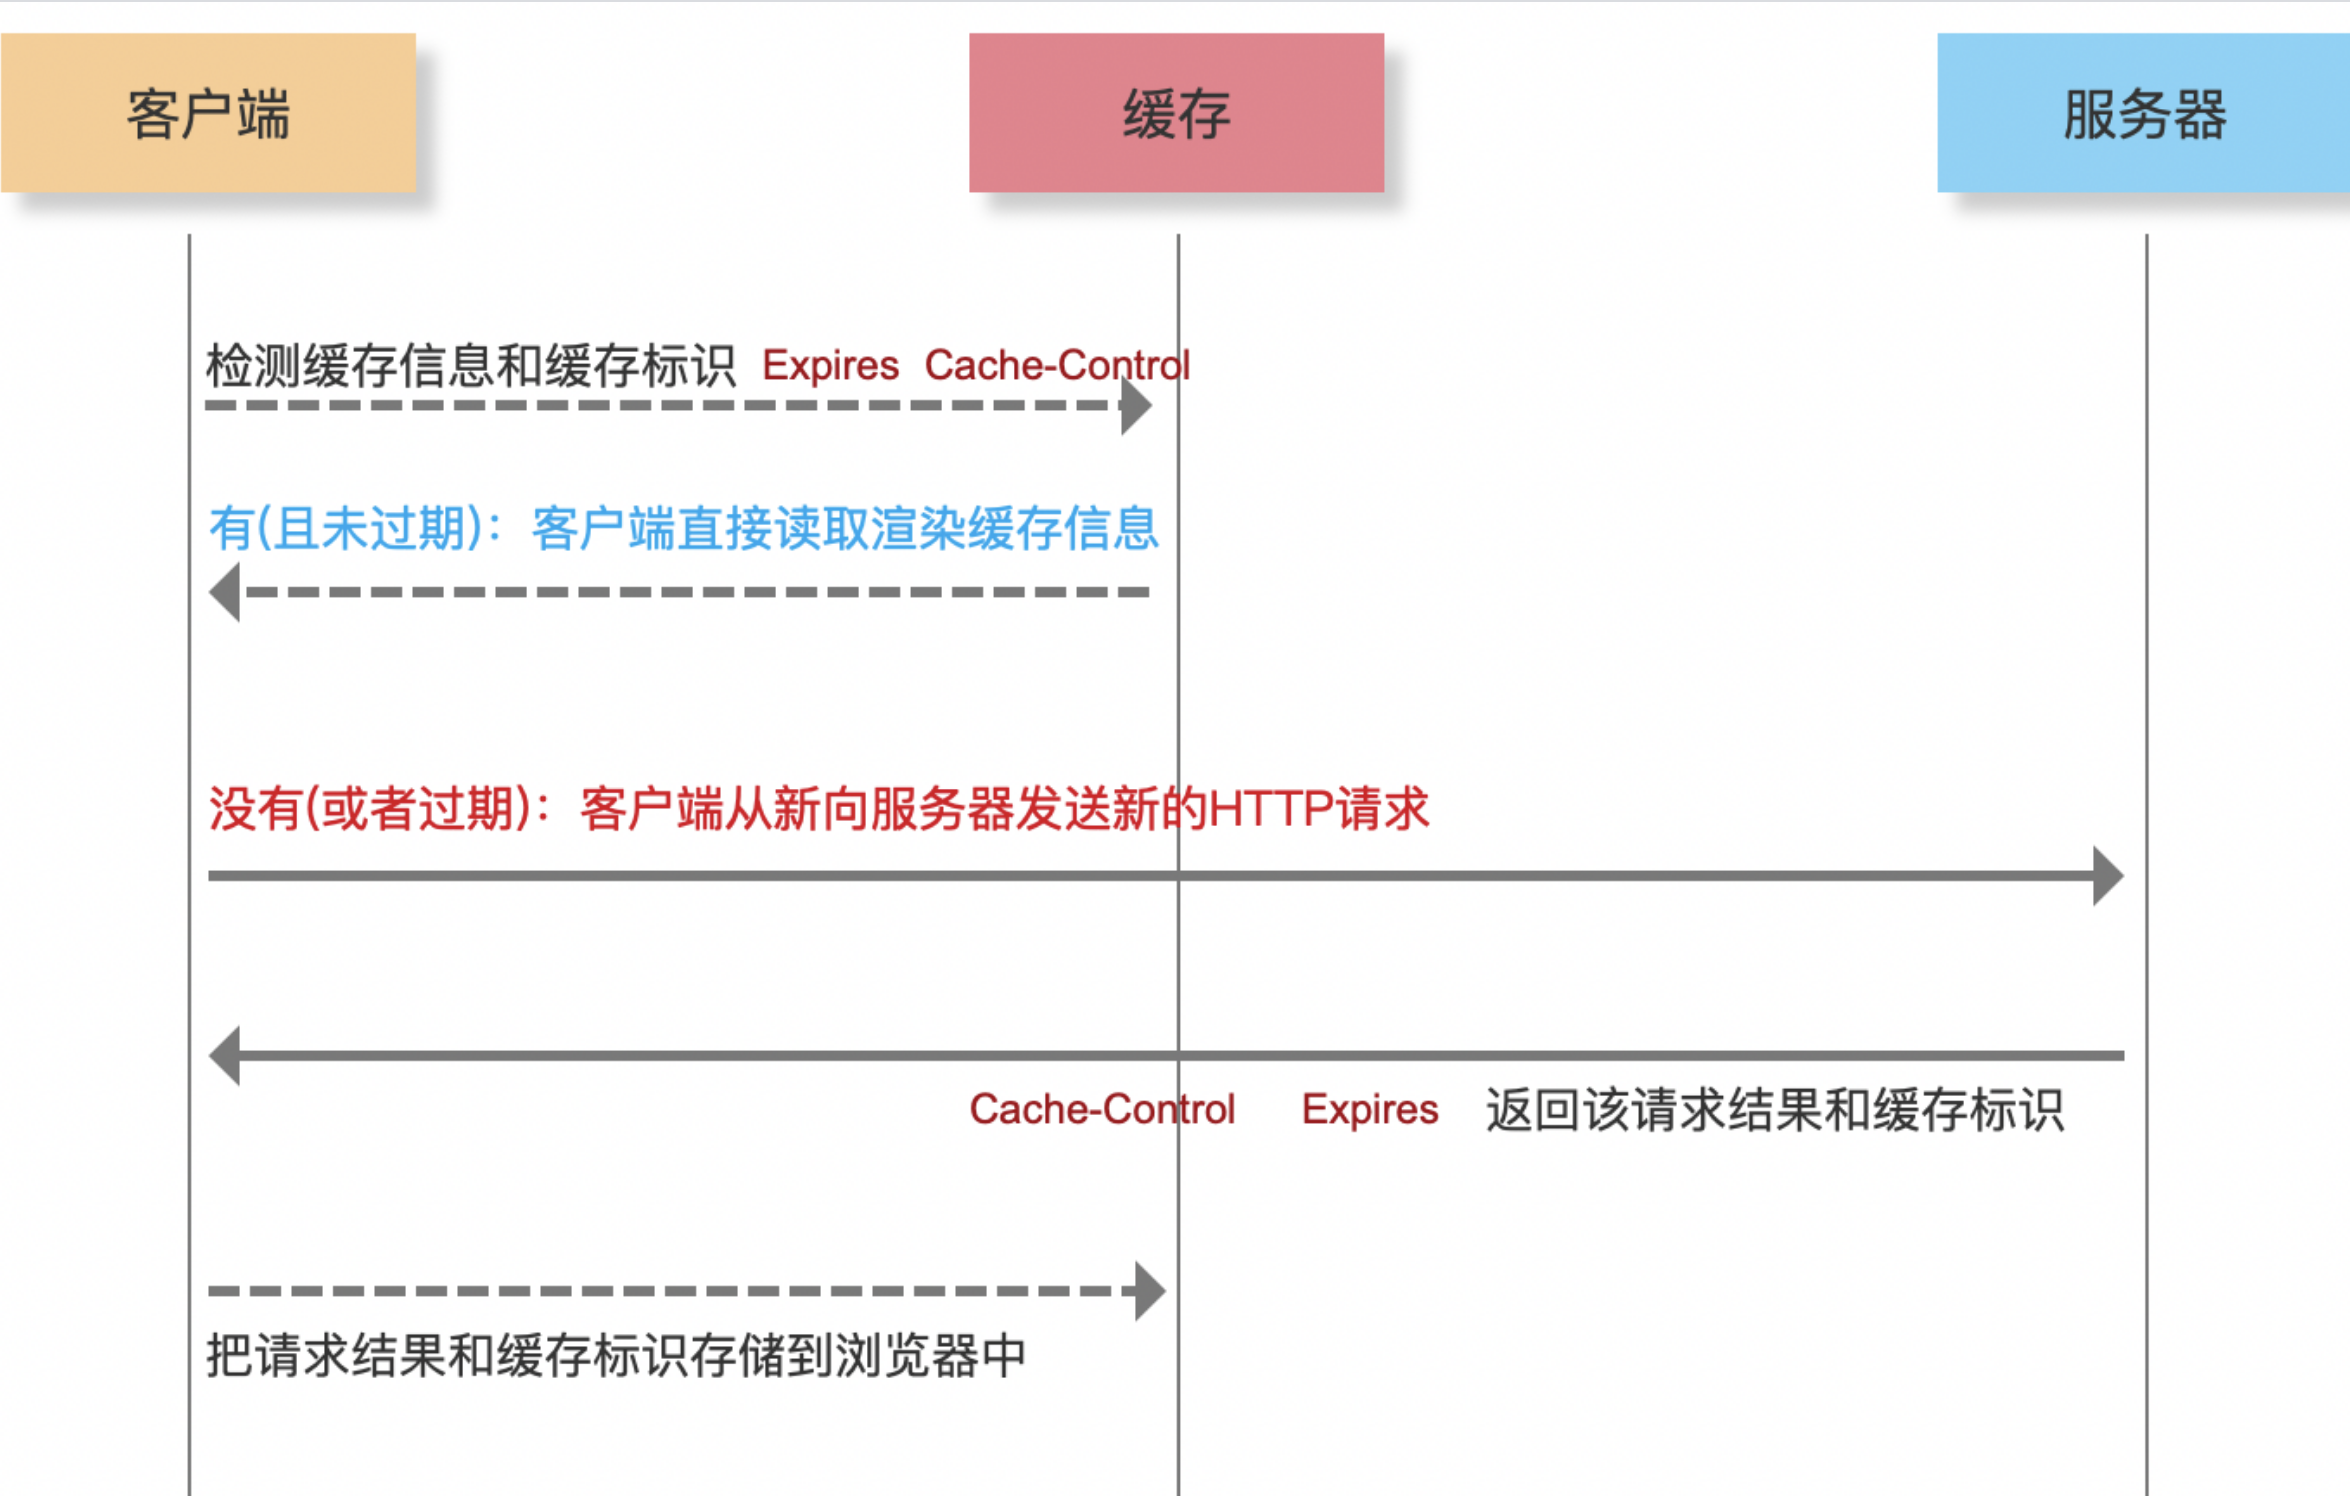 客户端
缓存
服务器
检测缓存信息和缓存标识 Expires Cache-Control
有(且未过期)：客户端直接读取渲染缓存信息
没有(或者过期)：客户端从新向服务器发送新的HTTP请求
Cache-Control Expires 返回该请求结果和缓存标识
把请求结果和缓存标识存储到浏览器中